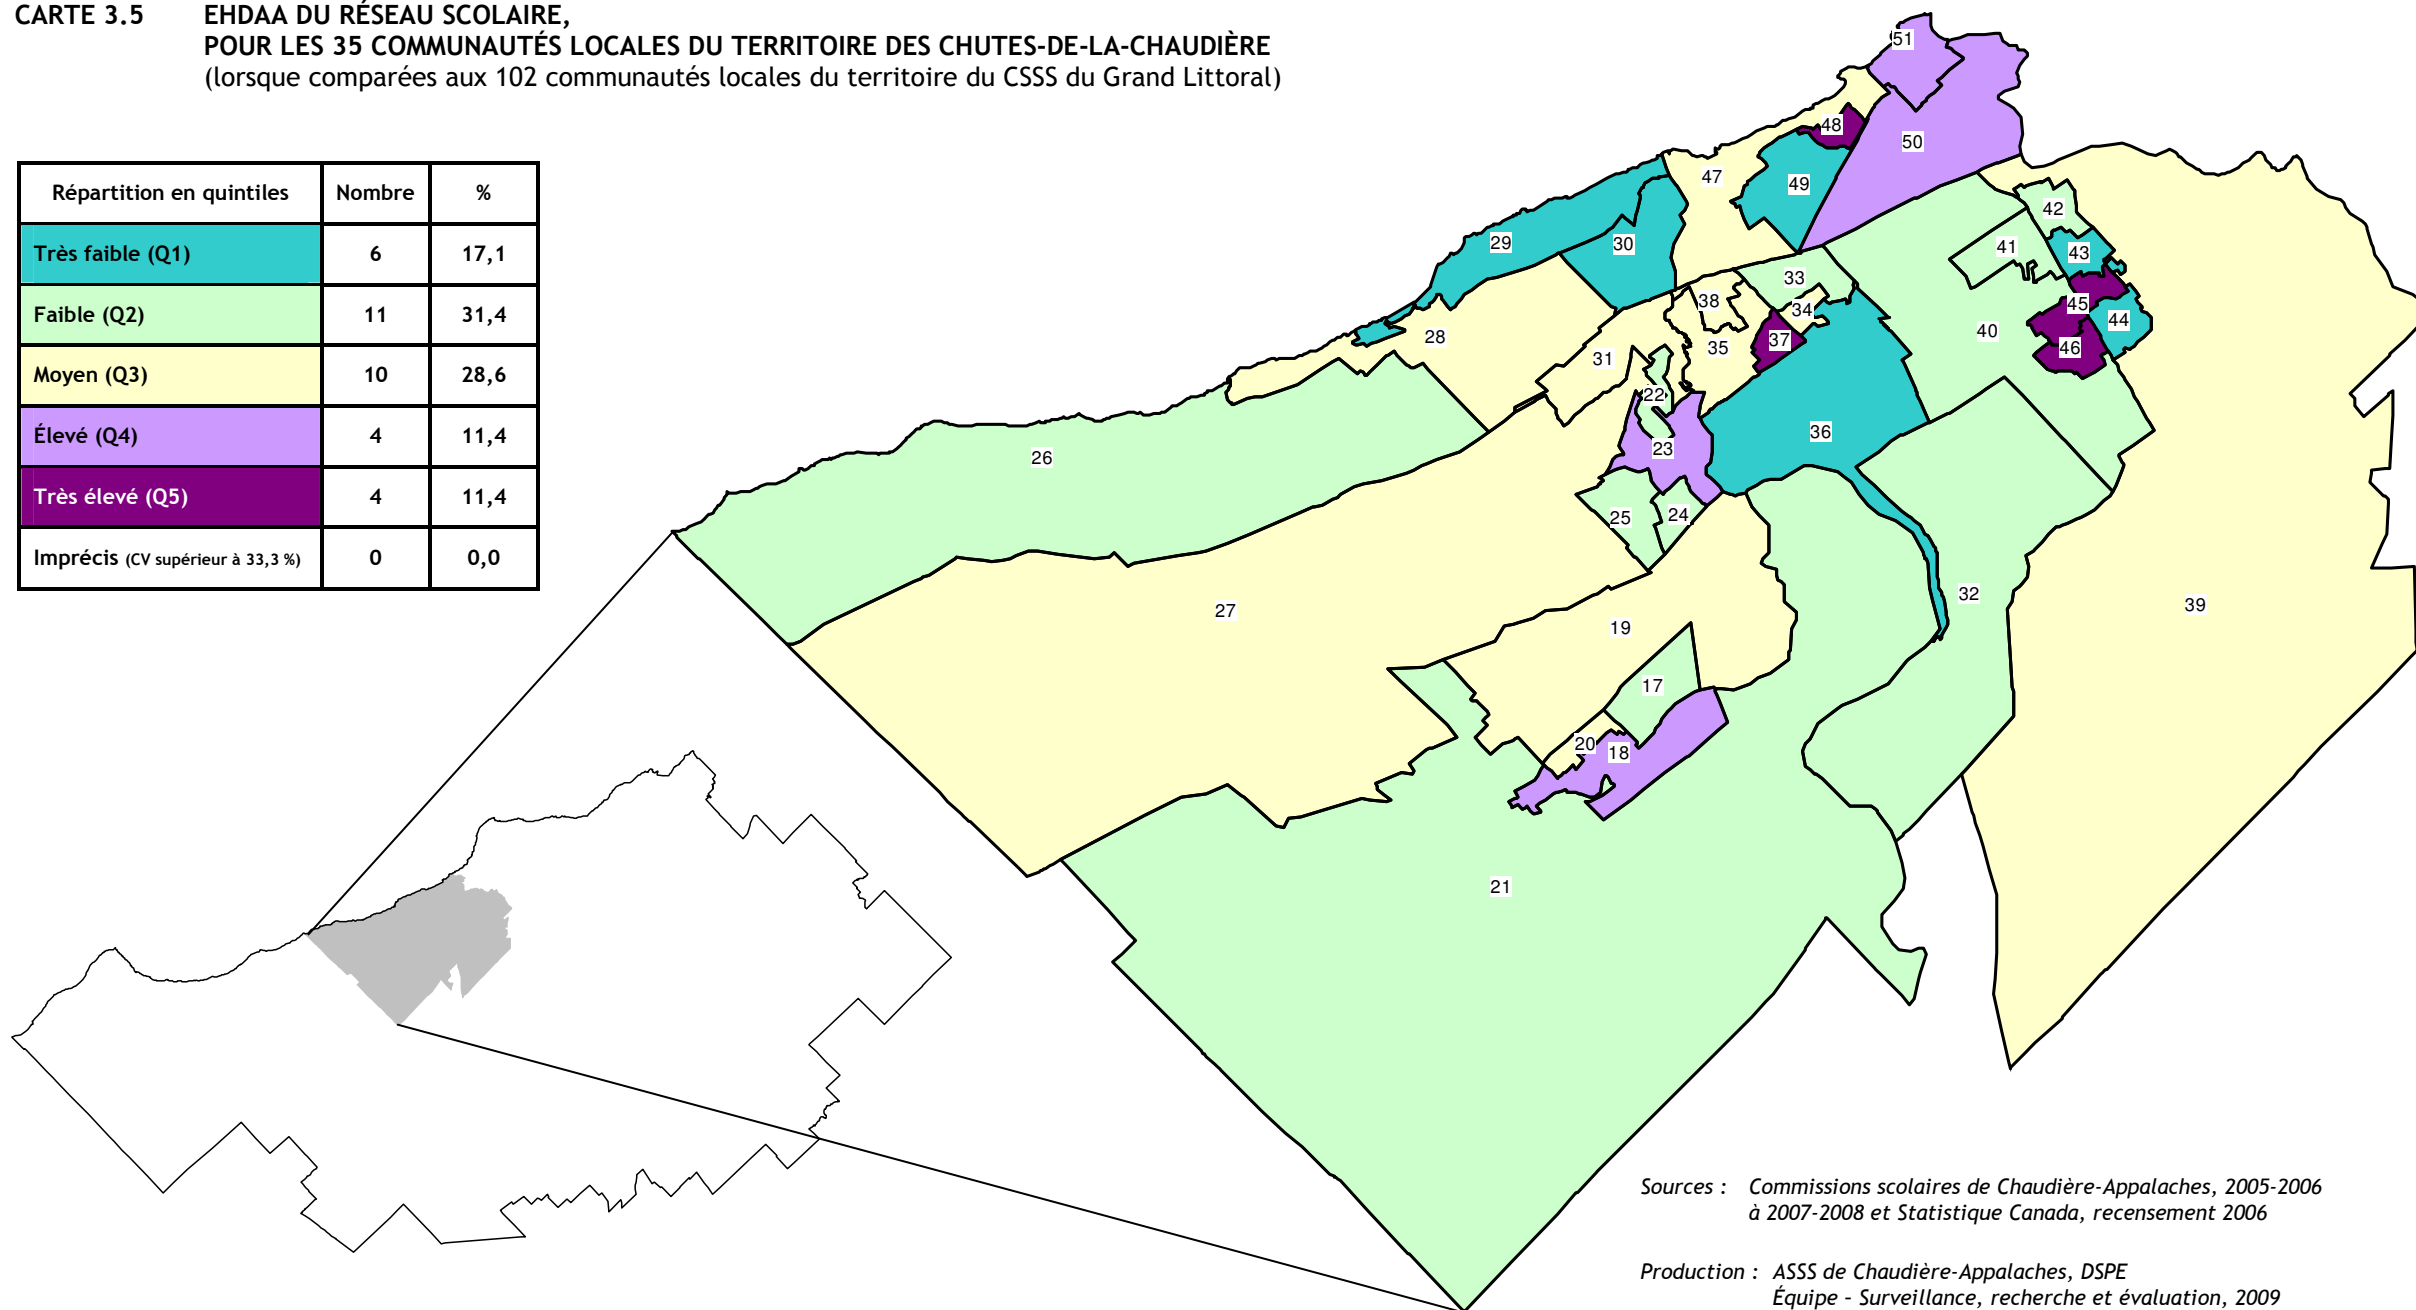 CARTE 3.5 EHDAA DU RÉSEAU SCOLAIRE,
POUR LES 35 COMMUNAUTÉS LOCALES DU TERRITOIRE DES CHUTES-DE-LA-CHAUDIÈRE
(lorsque comparées aux 102 communautés locales du territoire du CSSS du Grand Littoral)
Répartition en quintiles Nombre %
Très faible (Q1) 6 17,1
Faible (Q2) 11 31,4
Moyen (Q3) 10 28,6
Élevé (Q4) 4 11,4
Très élevé (Q5) 4 11,4
Imprécis (CV supérieur à 33,3 %) 0 0,0
51
48
50
47
49
42
29
30
41
43
33
38
34
45
44
28
40
37
35
46
31
22
36
23
26
25
24
32
27
39
19
17
20
18
21
Sources : Commissions scolaires de Chaudière-Appalaches, 2005-2006
à 2007-2008 et Statistique Canada, recensement 2006
Production : ASSS de Chaudière-Appalaches, DSPE
Équipe - Surveillance, recherche et évaluation, 2009